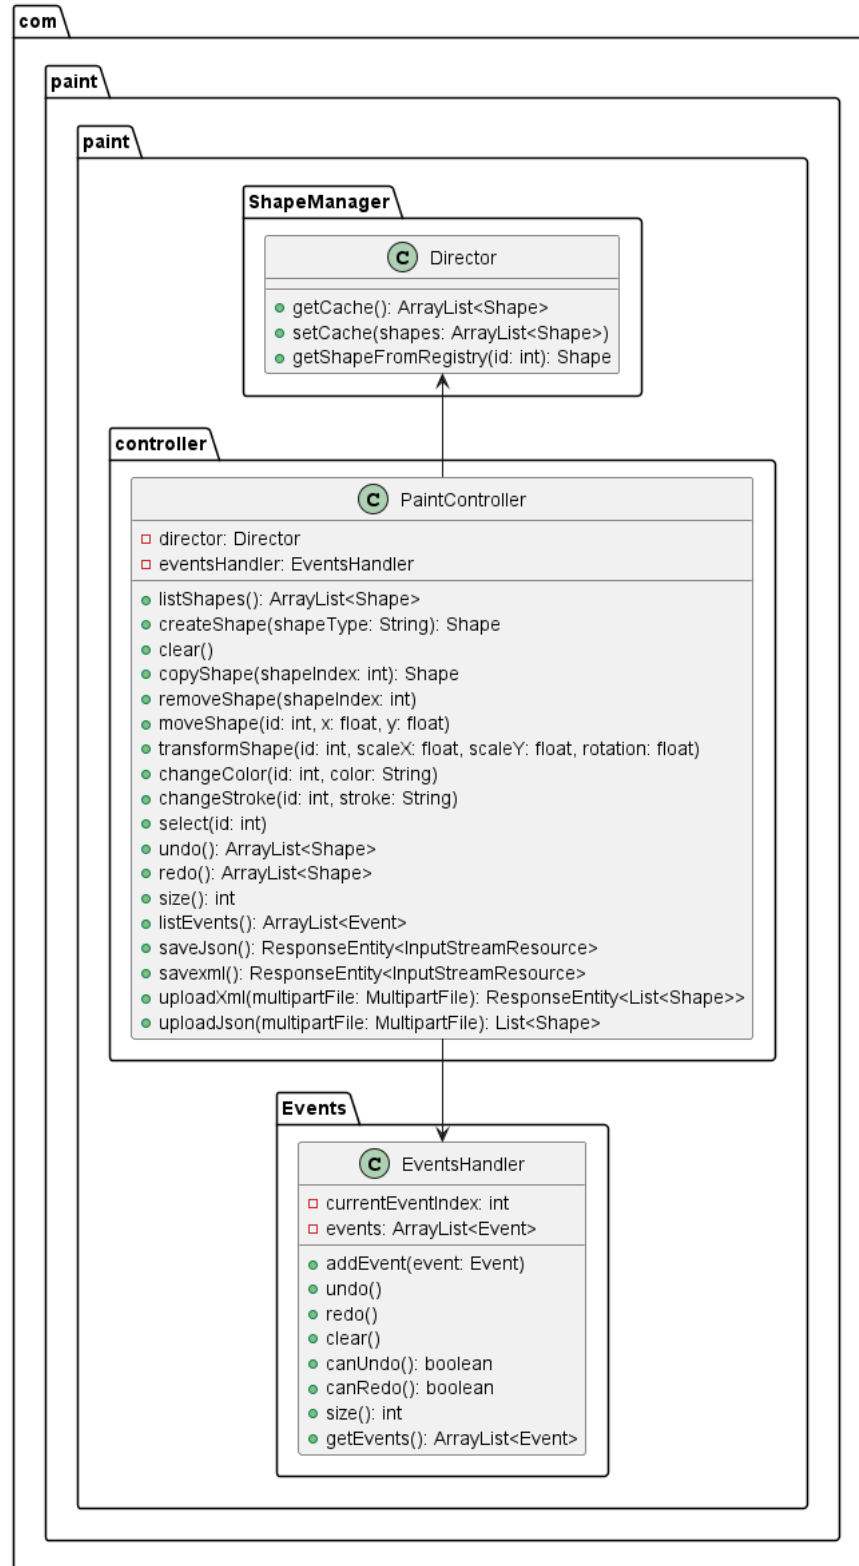 com
paint
paint
ShapeManager
C Director
getCache(): ArrayList<Shape>
setCache(shapes: ArrayList<Shape>)
getShapeFromRegistry(id: int): Shape
controller
C PaintController
director: Director
eventsHandler: EventsHandler
listShapes(): ArrayList<Shape>
createShape(shapeType: String): Shape
clear()
copyShape(shapeIndex: int): Shape
removeShape(shapeIndex: int)
moveShape(id: int, x: float, y: float)
transformShape(id: int, scaleX: float, scaleY: float, rotation: float)
changeColor(id: int, color: String)
changeStroke(id: int, stroke: String)
select(id: int)
undo(): ArrayList<Shape>
redo(): ArrayList<Shape>
size(): int
listEvents(): ArrayList<Event>
saveJson(): ResponseEntity<InputStreamResource>
savexml(): ResponseEntity<InputStreamResource>
uploadXml(multipartFile: MultipartFile): ResponseEntity<List<Shape>>
uploadJson(multipartFile: MultipartFile): List<Shape>
Events
C EventsHandler
currentEventIndex: int
events: ArrayList<Event>
addEvent(event: Event)
undo()
redo()
clear()
canUndo(): boolean
canRedo(): boolean
size(): int
getEvents(): ArrayList<Event>